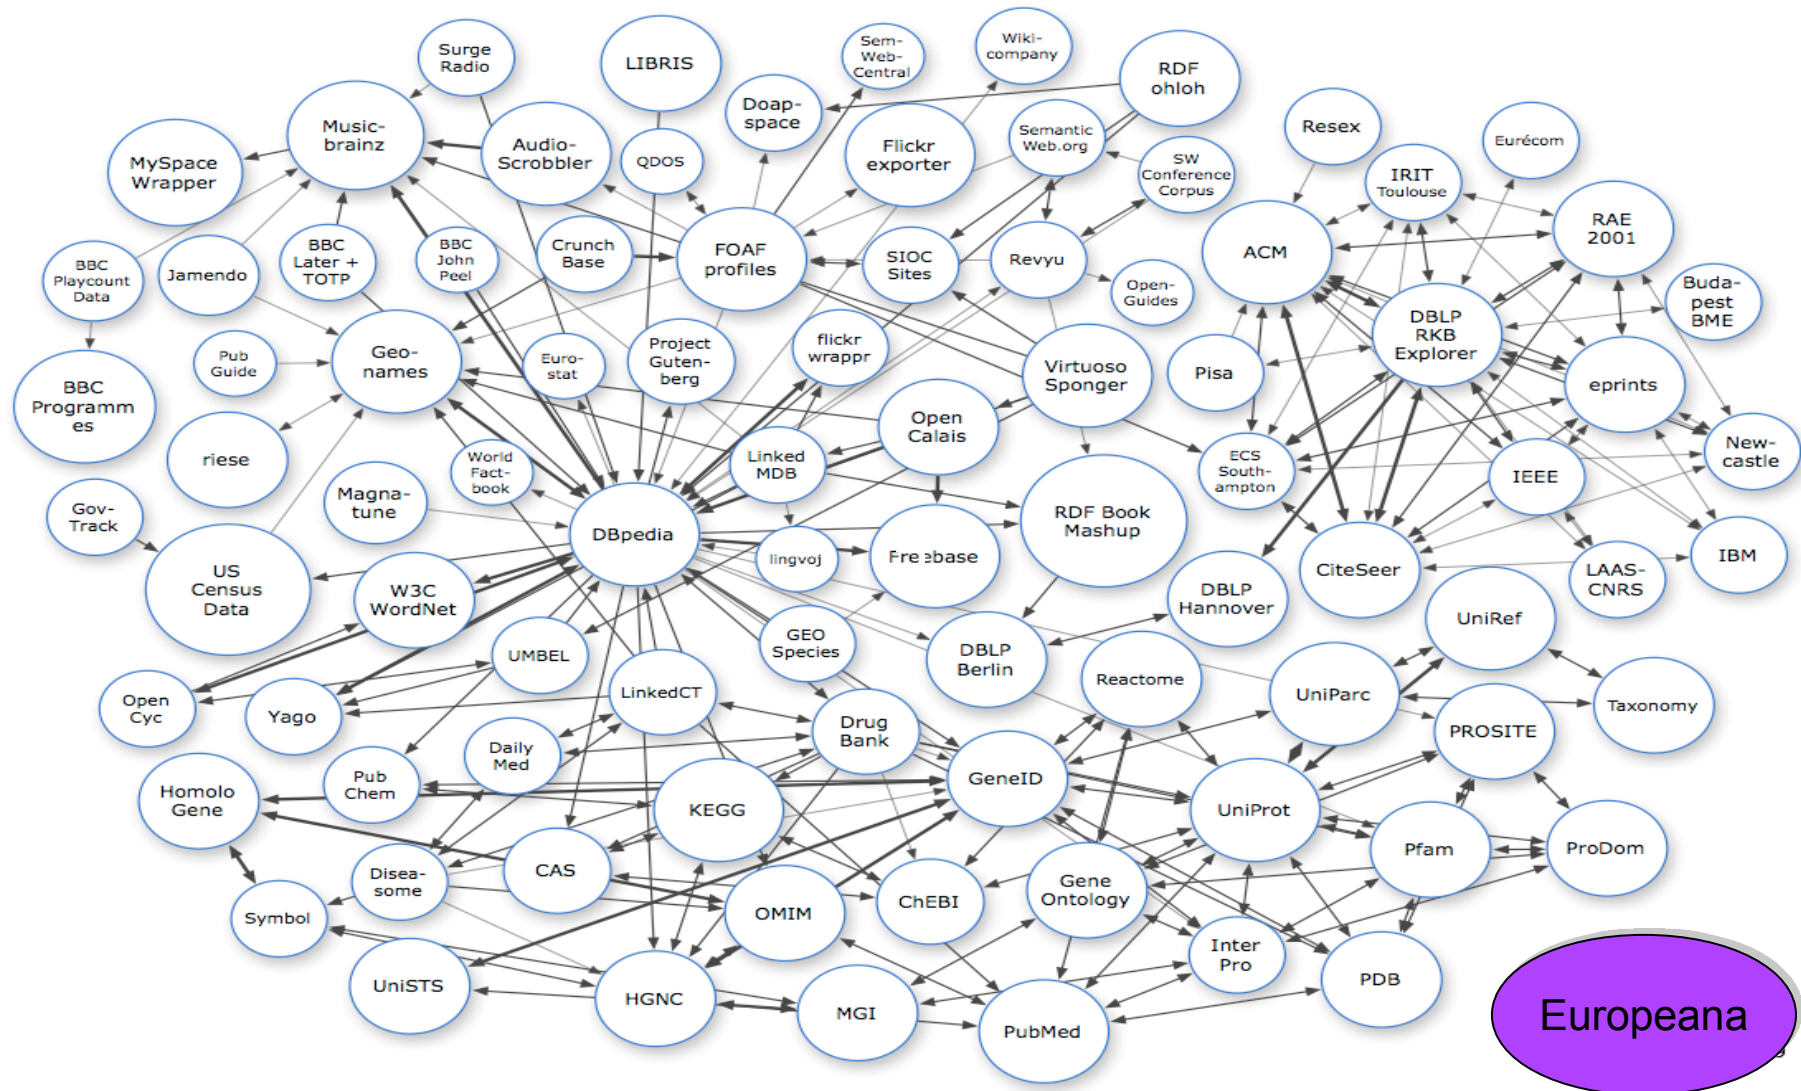 Surge
Radio
LIBRIS
Sem-
Web-
Central
Wiki-
company
RDF
ohloh
Doap-
space
Music-
brainz
Audio-
Scrobbler
QDOS
Flickr
exporter
Semantic
Web.org
SW
Conference
Corpus
Resex
Eurécom
MySpace
Wrapper
IRIT
Toulouse
RAE
2001
BBC
Playcount
Data
Jamendo
BBC
Later +
TOTP
BBC
John
Peel
Crunch
Base
FOAF
profiles
SIOC
Sites
Revyu
Open-
Guides
ACM
Buda-
pest
BME
Pub
Guide
Geo-
names
Euro-
stat
Project
Guten-
berg
flickr
wrappr
Virtuoso
Sponger
Pisa
DBLP
RKB
Explorer
eprints
BBC
Programm
es
riese
World
Fact-
book
Linked
MDB
Open
Calais
ECS
South-
ampton
IEEE
New-
castle
Gov-
Track
Magna-
tune
DBpedia
lingvoj
Freebase
RDF Book
Mashup
DBLP
Hannover
CiteSeer
LAAS-
CNRS
IBM
US
Census
Data
W3C
WordNet
UMBEL
GEO
Species
DBLP
Berlin
Reactome
UniParc
UniRef
Taxonomy
Open
Cyc
Yago
LinkedCT
Drug
Bank
PROSITE
Homolo
Gene
Pub
Chem
Daily
Med
KEGG
GeneID
UniProt
Pfam
ProDom
Disea-
some
CAS
OMIM
ChEBI
Gene
Ontology
Symbol
UniSTS
HGNC
MGI
PubMed
Inter
Pro
PDB
Europeana